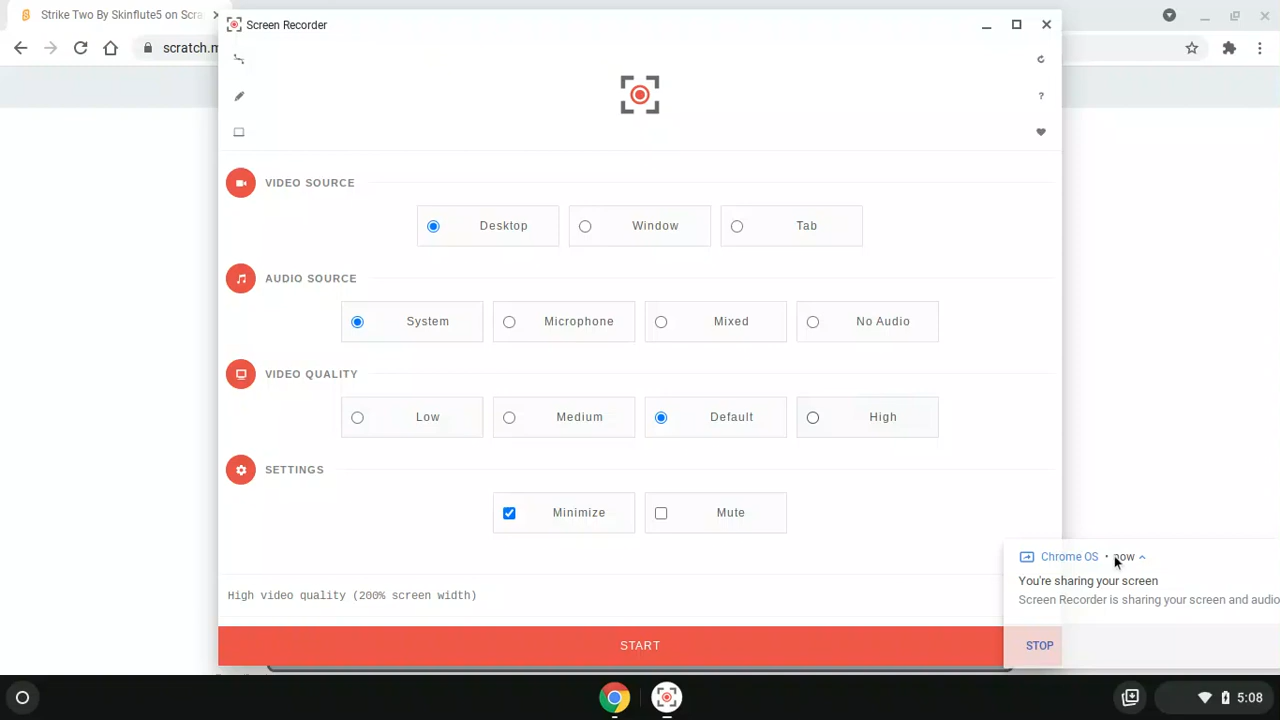 Strike Two By Skinflute5 on Scra
Screen Recorder
scratch.m
?
VIDEO SOURCE
Desktop
Window
Tab
AUDIO SOURCE
System
Microphone
Mixed
No Audio
VIDEO QUALITY
Low
Medium
Default
High
SETTINGS
Minimize
Mute
Chrome OS • now
You're sharing your screen
Screen Recorder is sharing your screen and audio
High video quality (200% screen width)
START
STOP
5:08